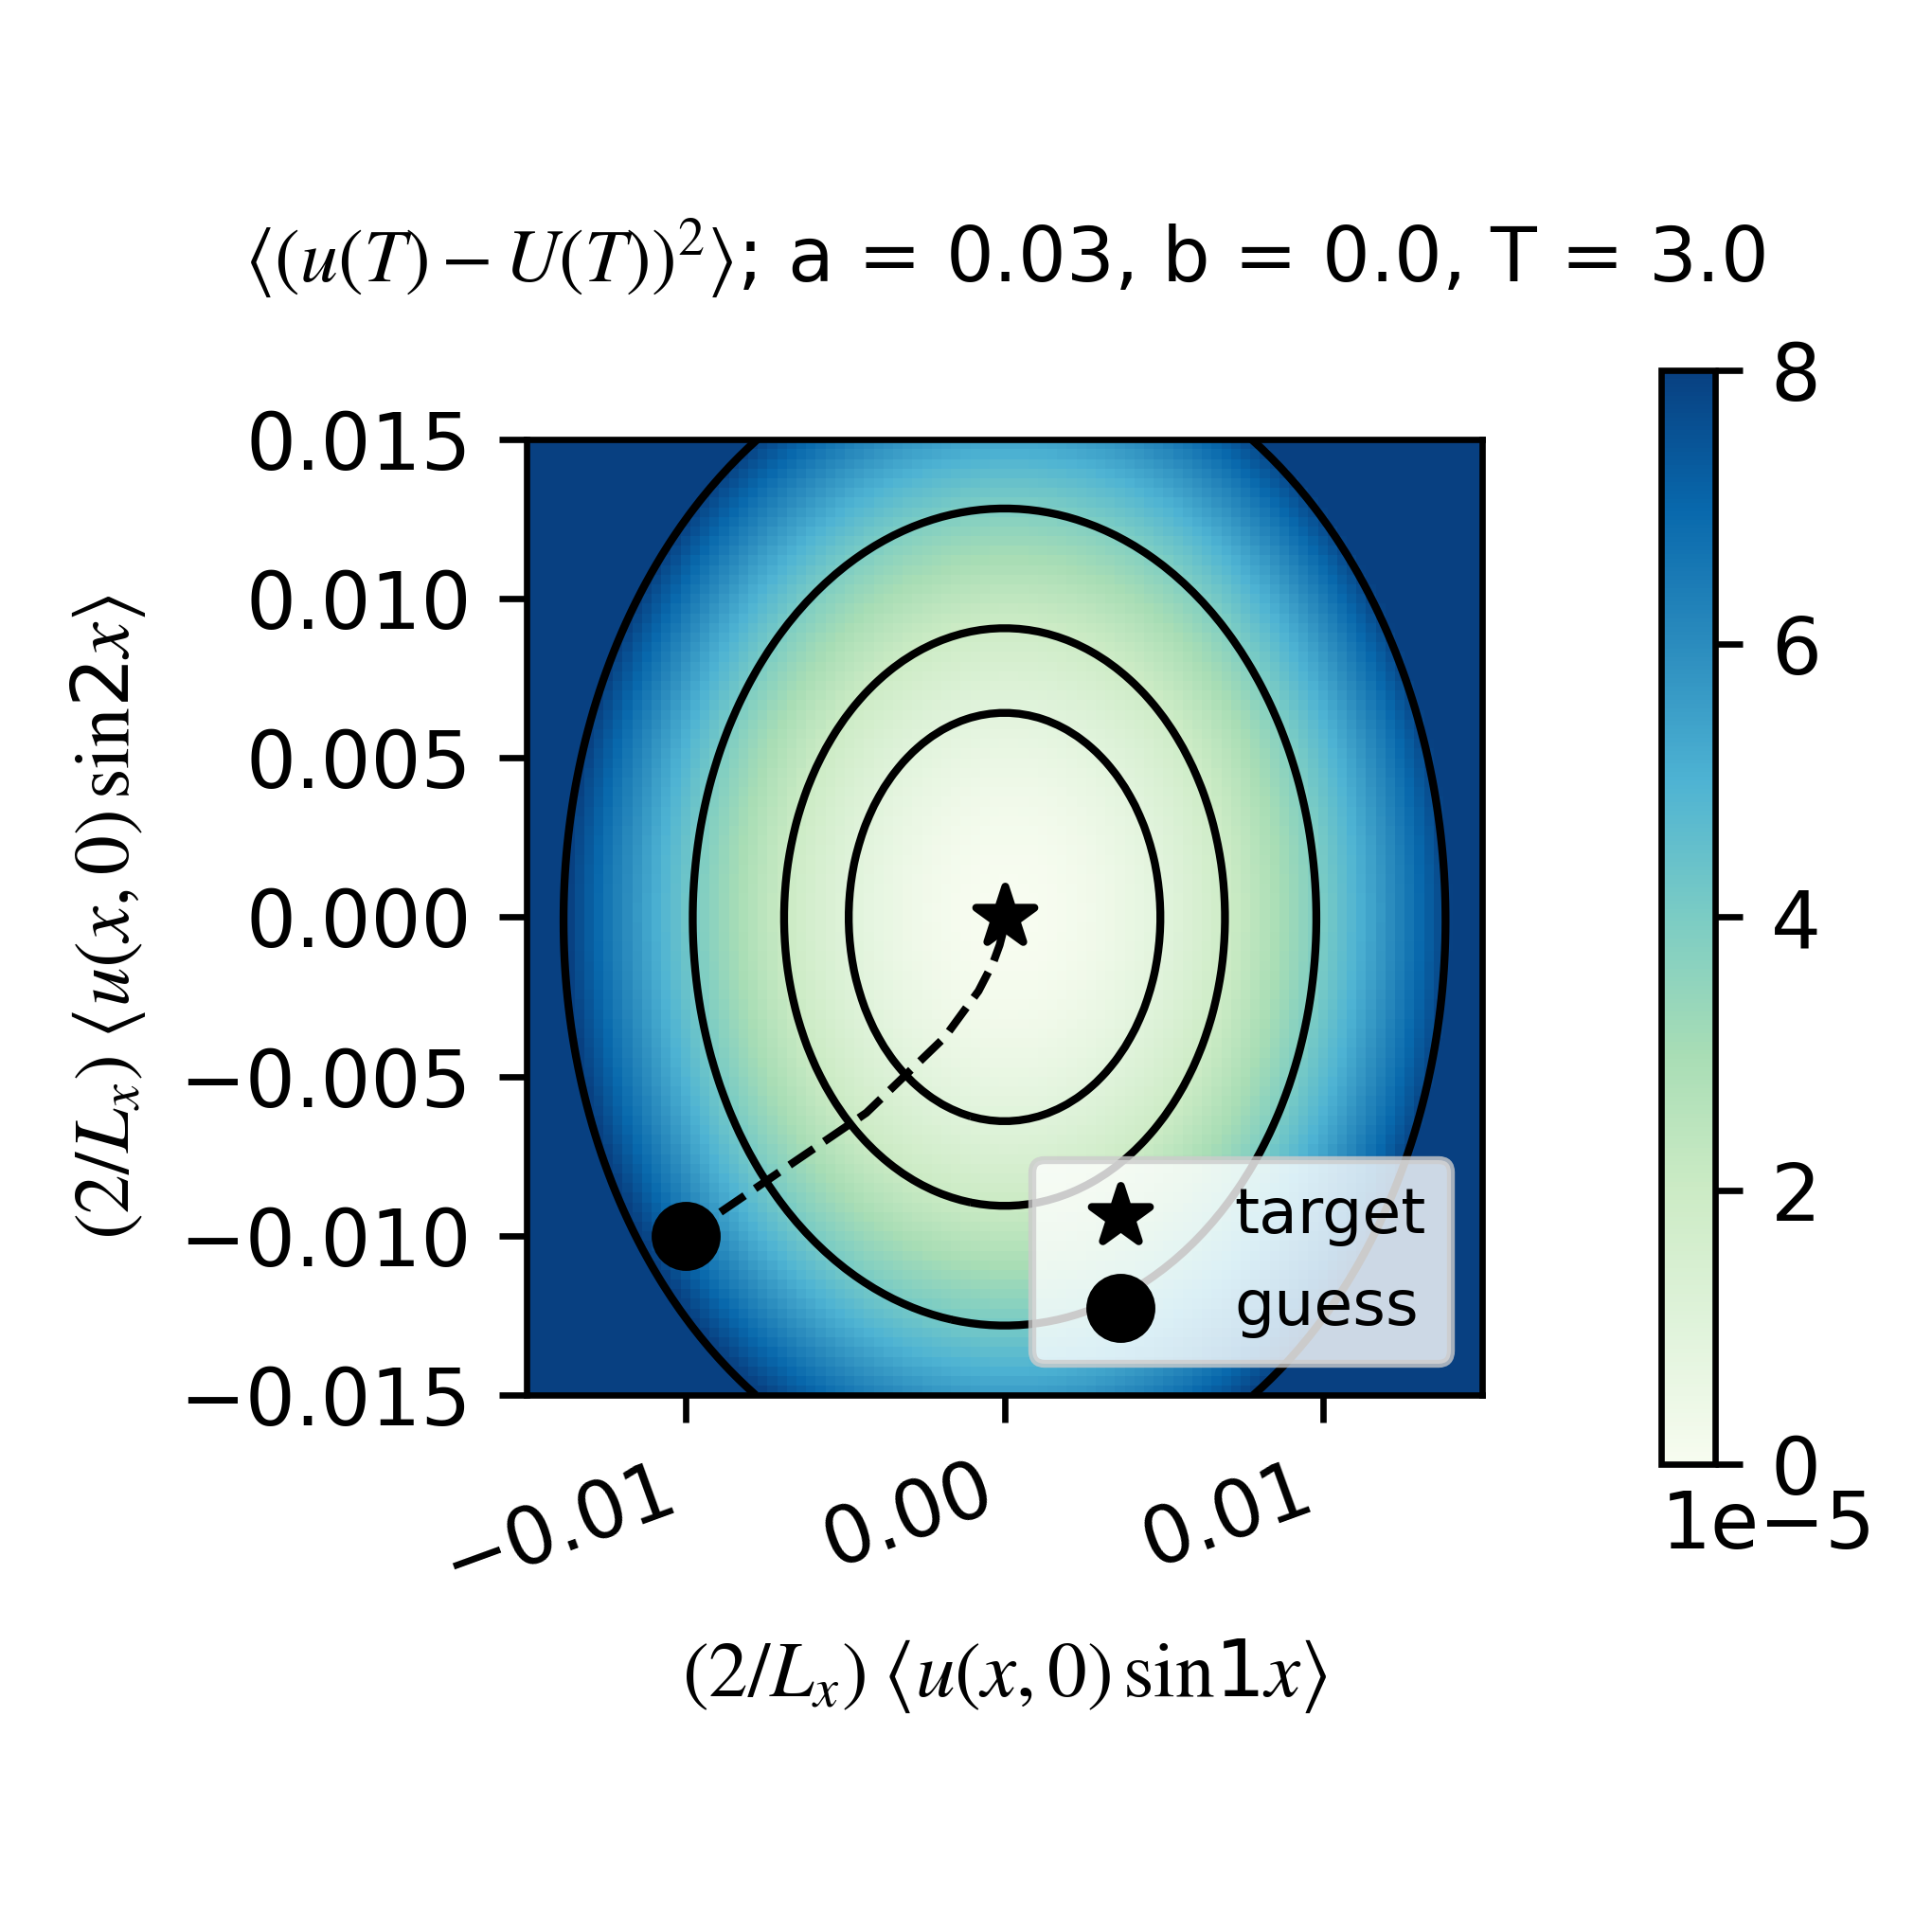 ⟨(u(T) − U(T))²⟩; a = 0.03, b = 0.0, T = 3.0
(2/Lₓ) ⟨u(x, 0) sin2x⟩
0.015
0.010
0.005
0.000
−0.005
−0.010
−0.015
target
guess
−0.01
0.00
0.01
(2/Lₓ) ⟨u(x, 0) sin1x⟩
8
6
4
2
0
1e−5